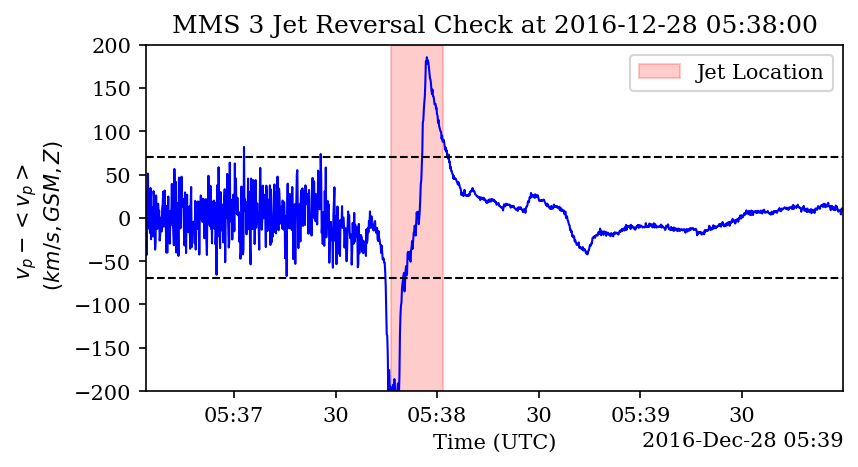 MMS 3 Jet Reversal Check at 2016-12-28 05:38:00
200
150
100
50
0
−50
−100
−150
−200
v_p − < v_p >
(km/s, GSM, Z)
Jet Location
05:37
30
05:38
30
05:39
30
Time (UTC)
2016-Dec-28 05:39